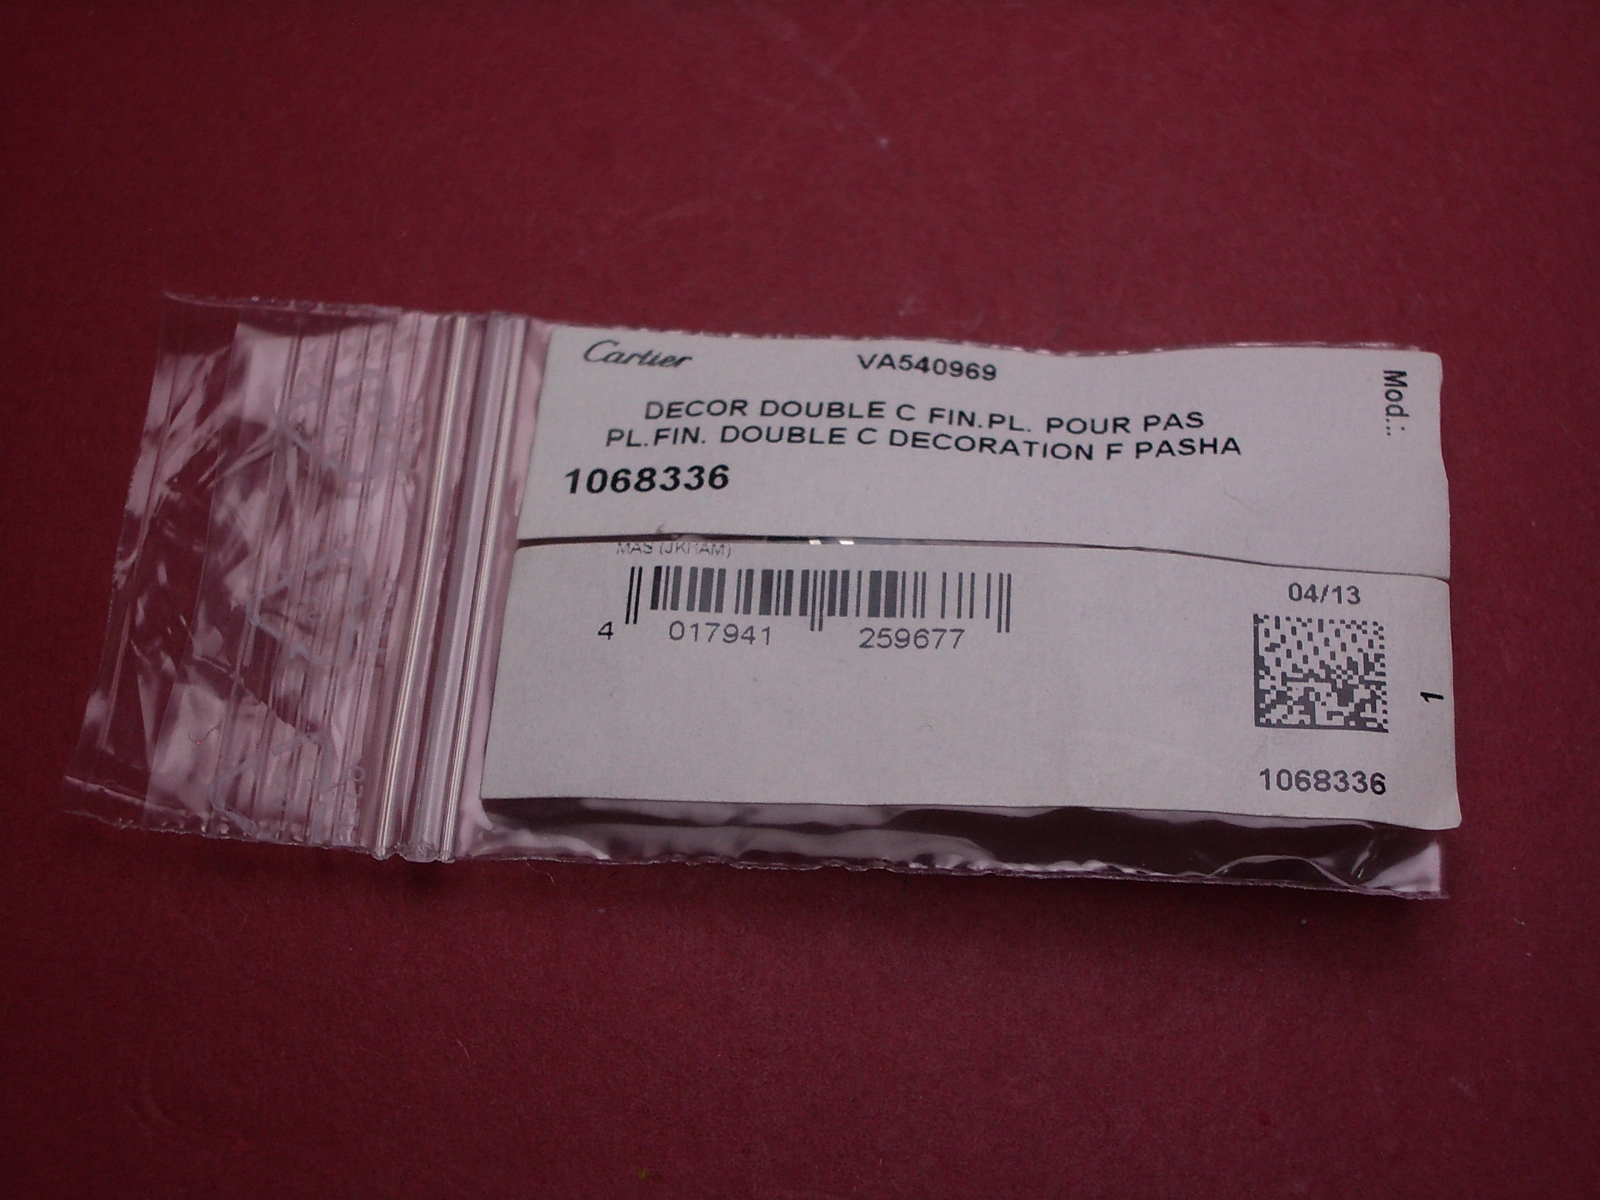 Cartier VA540969
Mod.:
DECOR DOUBLE C FIN.PL. POUR PAS
PL.FIN. DOUBLE C DECORATION F PASHA
1068336
MAS
04/13
4 017941 259677
1
1068336